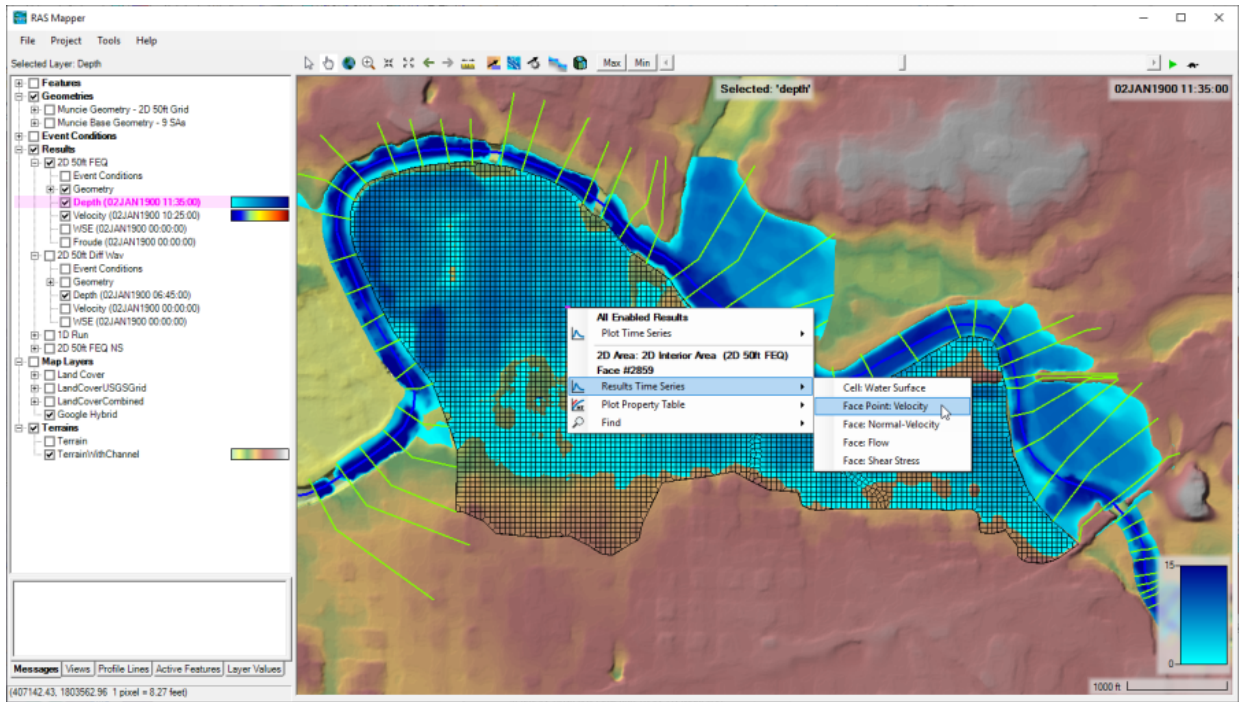 RAS Mapper
File Project Tools Help
Selected Layer: Depth
Max Min
Features
Geometries
Muncie Geometry - 2D 50ft Grid
Muncie Base Geometry - 9 SAs
Event Conditions
Results
2D 50ft FEQ
Event Conditions
Geometry
Depth (02JAN1900 11:35:00)
Velocity (02JAN1900 10:25:00)
WSE (02JAN1900 00:00:00)
Froude (02JAN1900 00:00:00)
2D 50ft Diff Wav
Event Conditions
Geometry
Depth (02JAN1900 06:45:00)
Velocity (02JAN1900 00:00:00)
WSE (02JAN1900 00:00:00)
1D Run
2D 50ft FEQ NS
Map Layers
Land Cover
LandCoverUSGSGrid
LandCoverCombined
Google Hybrid
Terrains
Terrain
TerrainWithChannel
Selected: 'depth'
02JAN1900 11:35:00
All Enabled Results
Plot Time Series
2D Area: 2D Interior Area (2D 50ft FEQ)
Face #2859
Results Time Series
Plot Property Table
Find
Cell: Water Surface
Face Point: Velocity
Face: Normal-Velocity
Face: Flow
Face: Shear Stress
15
0
1000 ft
Messages Views Profile Lines Active Features Layer Values
(407142.43, 1803562.96 1 pixel = 8.27 feet)